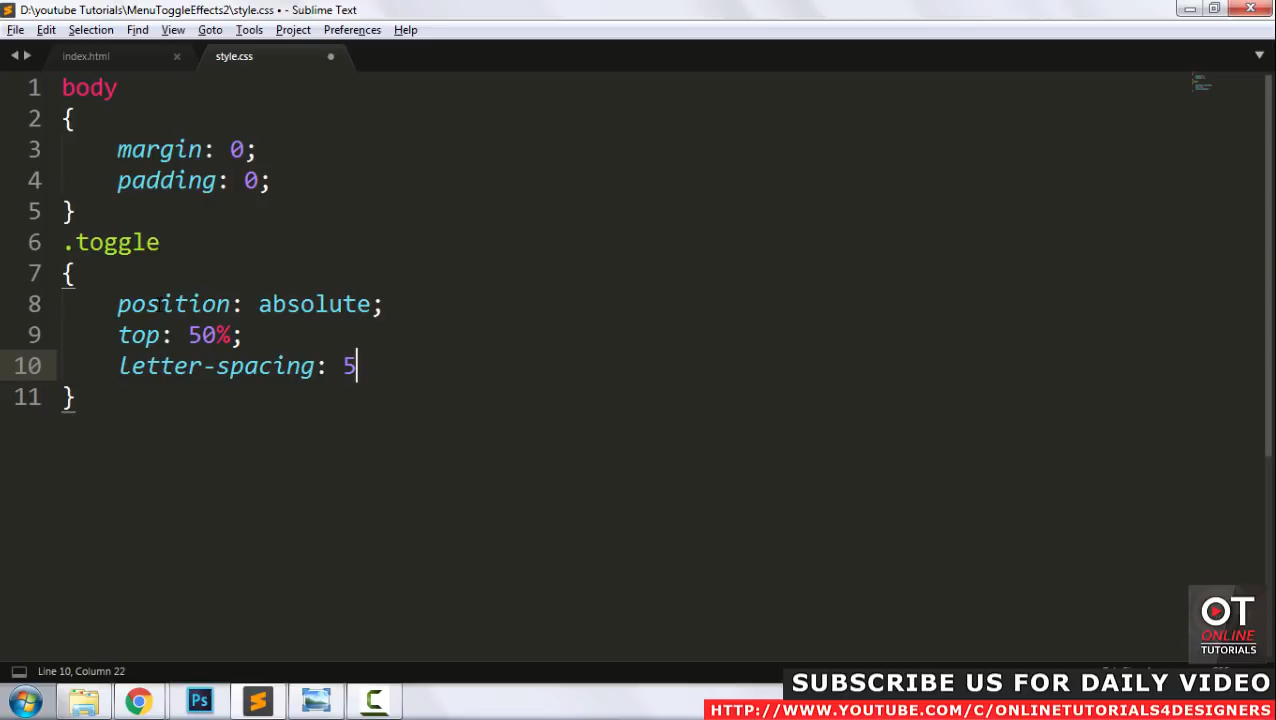 D:\youtube Tutorials\MenuToggleEffects2\style.css • - Sublime Text
File Edit Selection Find View Goto Tools Project Preferences Help
index.html × style.css
1 body
2 {
3 margin: 0;
4 padding: 0;
5 }
6 .toggle
7 {
8 position: absolute;
9 top: 50%;
10 letter-spacing: 5
11 }
OT
ONLINE
TUTORIALS
Line 10, Column 22
SUBSCRIBE US FOR DAILY VIDEO
HTTP://WWW.YOUTUBE.COM/C/ONLINETUTORIALS4DESIGNERS
Ps